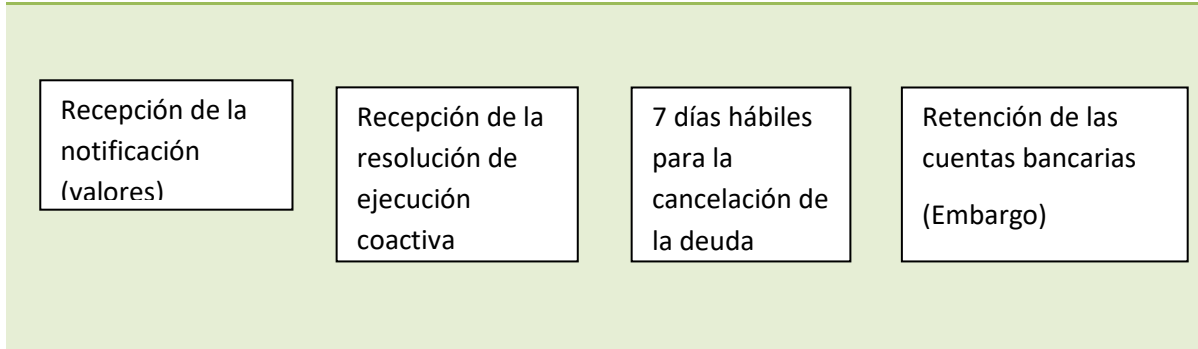 Recepción de la
notificación
(valores)
Recepción de la
resolución de
ejecución
coactiva
7 días hábiles
para la
cancelación de
la deuda
Retención de las
cuentas bancarias
(Embargo)